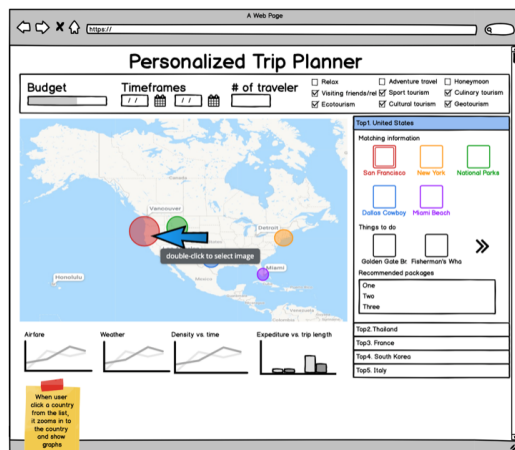 A Web Page
https://
Personalized Trip Planner
Budget
Timeframes
# of traveler
/ /
/ /
Relax
Adventure travel
Honeymoon
Visiting friends/rel
Sport tourism
Culinary tourism
Ecotourism
Cultural tourism
Geotourism
Top1. United States
Matching information
San Francisco
New York
National Parks
Dallas Cowboy
Miami Beach
Things to do
Golden Gate Br
Fisherman's Wha
Recommended packages
One
Two
Three
Top2. Thailand
Top3. France
Top4. South Korea
Top5. Italy
Canada
Vancouver
Detroit
double-click to select image
Miami
Honolulu
Mexico
Venezuela
Airfare
Weather
Density vs. time
Expediture vs. trip length
When user
click a country
from the list,
it zooms in to
the country
and show
graphs